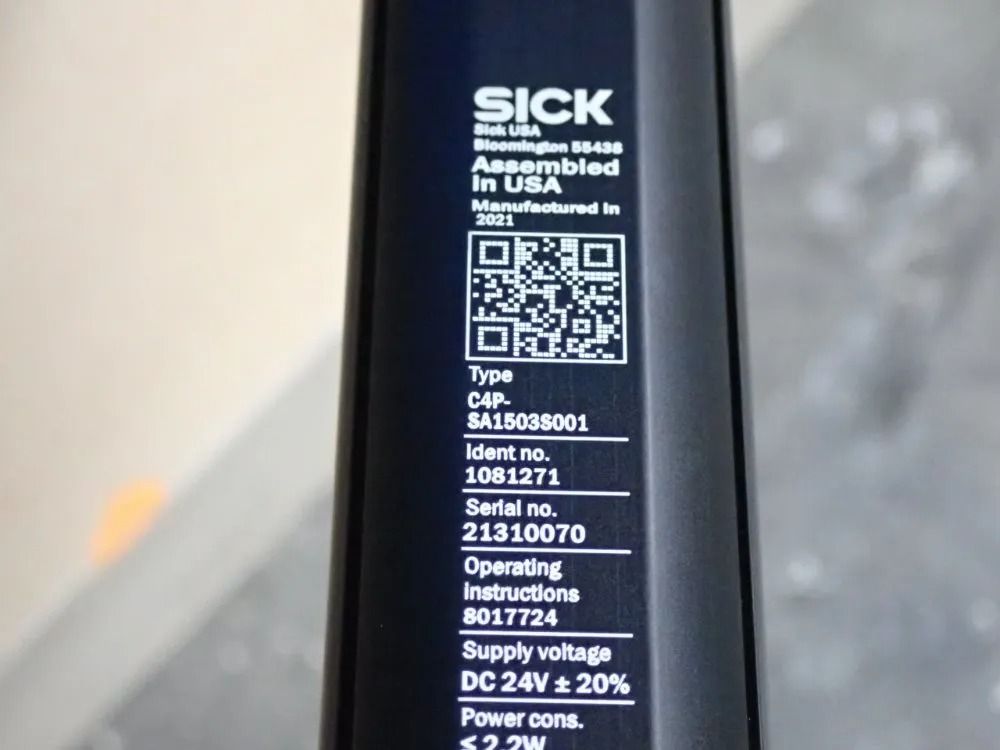 SICK
Sick USA
Bloomington 55438
Assembled
in USA
Manufactured in
2021
Type
C4P-
SA1503S001
Ident no.
1081271
Serial no.
21310070
Operating
instructions
8017724
Supply voltage
DC 24V ± 20%
Power cons.
≤ 2.2W